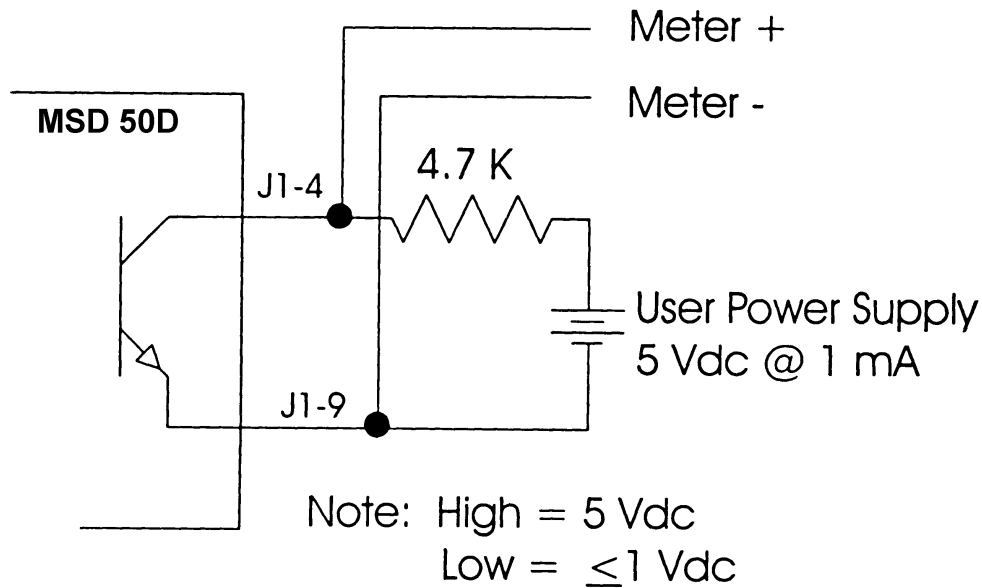 Meter +
Meter -
MSD 50D
J1-4
4.7 K
User Power Supply
5 Vdc @ 1 mA
J1-9
Note: High = 5 Vdc
Low = ≤1 Vdc